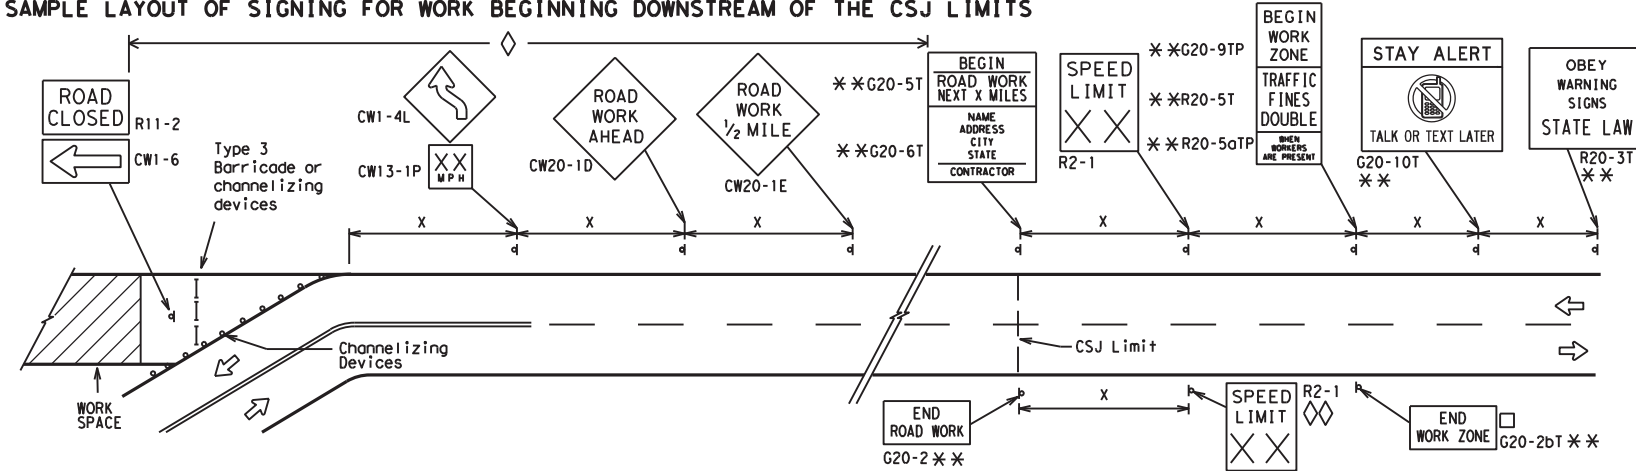 SAMPLE LAYOUT OF SIGNING FOR WORK BEGINNING DOWNSTREAM OF THE CSJ LIMITS
ROAD
CLOSED
R11-2
CW1-6
Type 3
Barricade or
channelizing
devices
CW1-4L
CW13-1P
XX
MPH
ROAD
WORK
AHEAD
CW20-1D
ROAD
WORK
1/2 MILE
CW20-1E
**G20-5T
**G20-6T
BEGIN
ROAD WORK
NEXT X MILES
NAME
ADDRESS
CITY
STATE
CONTRACTOR
SPEED
LIMIT
XX
R2-1
**G20-9TP
**R20-5T
**R20-5aTP
BEGIN
WORK
ZONE
TRAFFIC
FINES
DOUBLE
WHEN
WORKERS
ARE PRESENT
STAY ALERT
TALK OR TEXT LATER
G20-10T
**
OBEY
WARNING
SIGNS
STATE LAW
R20-3T
**
X
X
X
X
X
X
X
Channelizing
Devices
CSJ Limit
WORK
SPACE
X
END
ROAD WORK
G20-2 **
SPEED
LIMIT
XX
R2-1
END
WORK ZONE
G20-2bT **